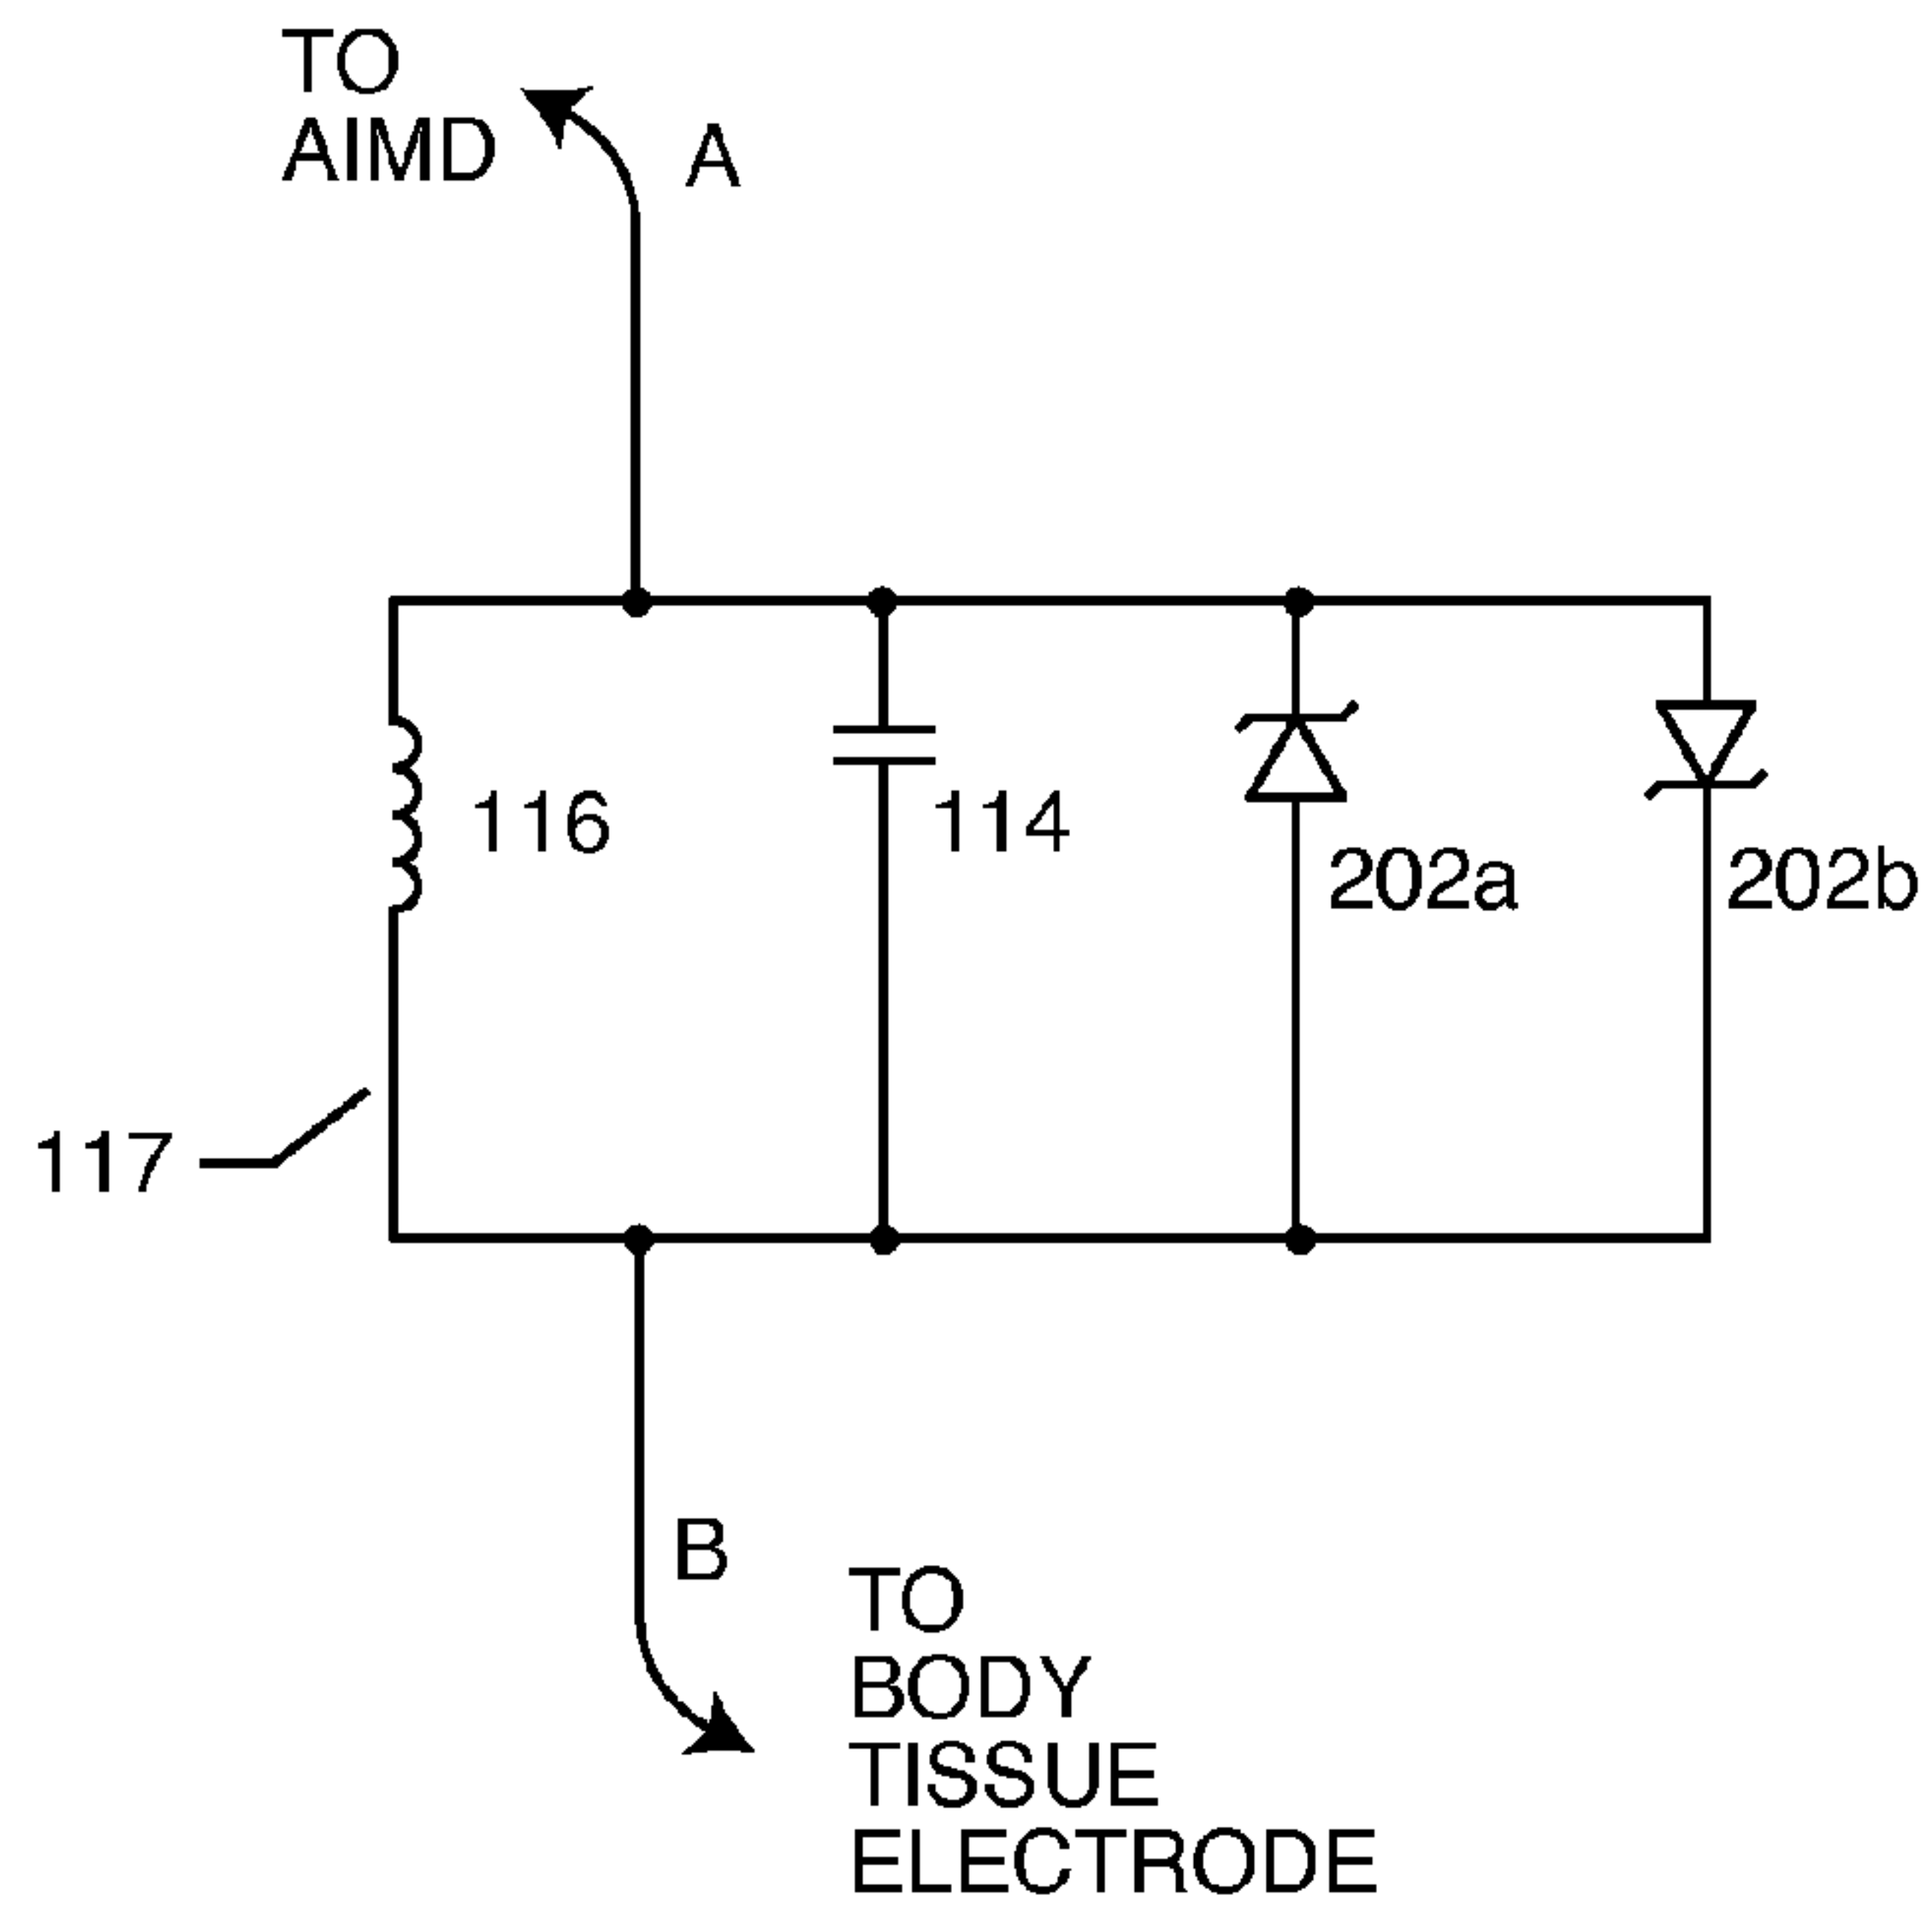 TO
AIMD
A
116
114
202a
202b
117
B
TO
BODY
TISSUE
ELECTRODE